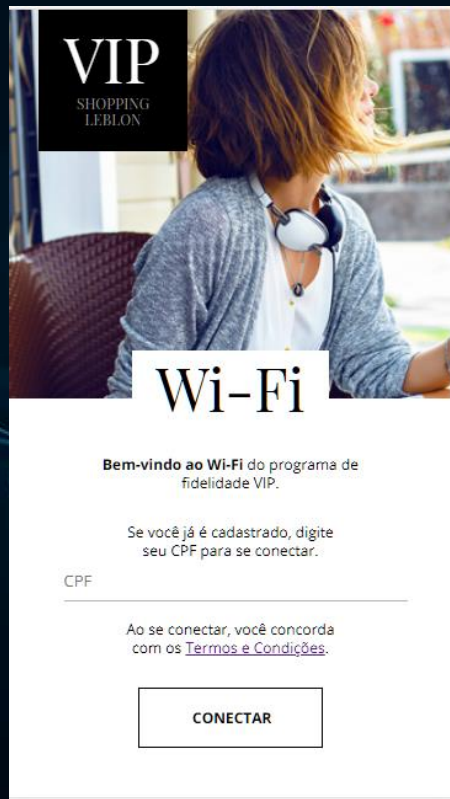 VIP
SHOPPING
LEBLON
Wi-Fi
Bem-vindo ao Wi-Fi do programa de
fidelidade VIP.
Se você já é cadastrado, digite
seu CPF para se conectar.
CPF
Ao se conectar, você concorda
com os Termos e Condições.
CONECTAR